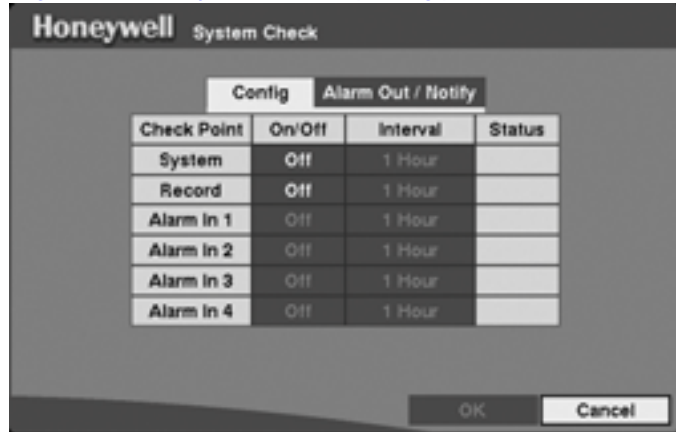 Honeywell System Check
Config Alarm Out / Notify
Check Point On/Off Interval Status
System Off 1 Hour
Record Off 1 Hour
Alarm In 1 Off 1 Hour
Alarm In 2 Off 1 Hour
Alarm In 3 Off 1 Hour
Alarm In 4 Off 1 Hour
OK Cancel